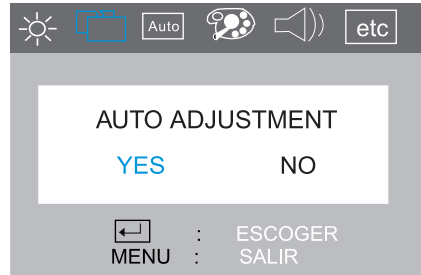 Auto etc
AUTO ADJUSTMENT
YES NO
: ESCOGER
MENU : SALIR